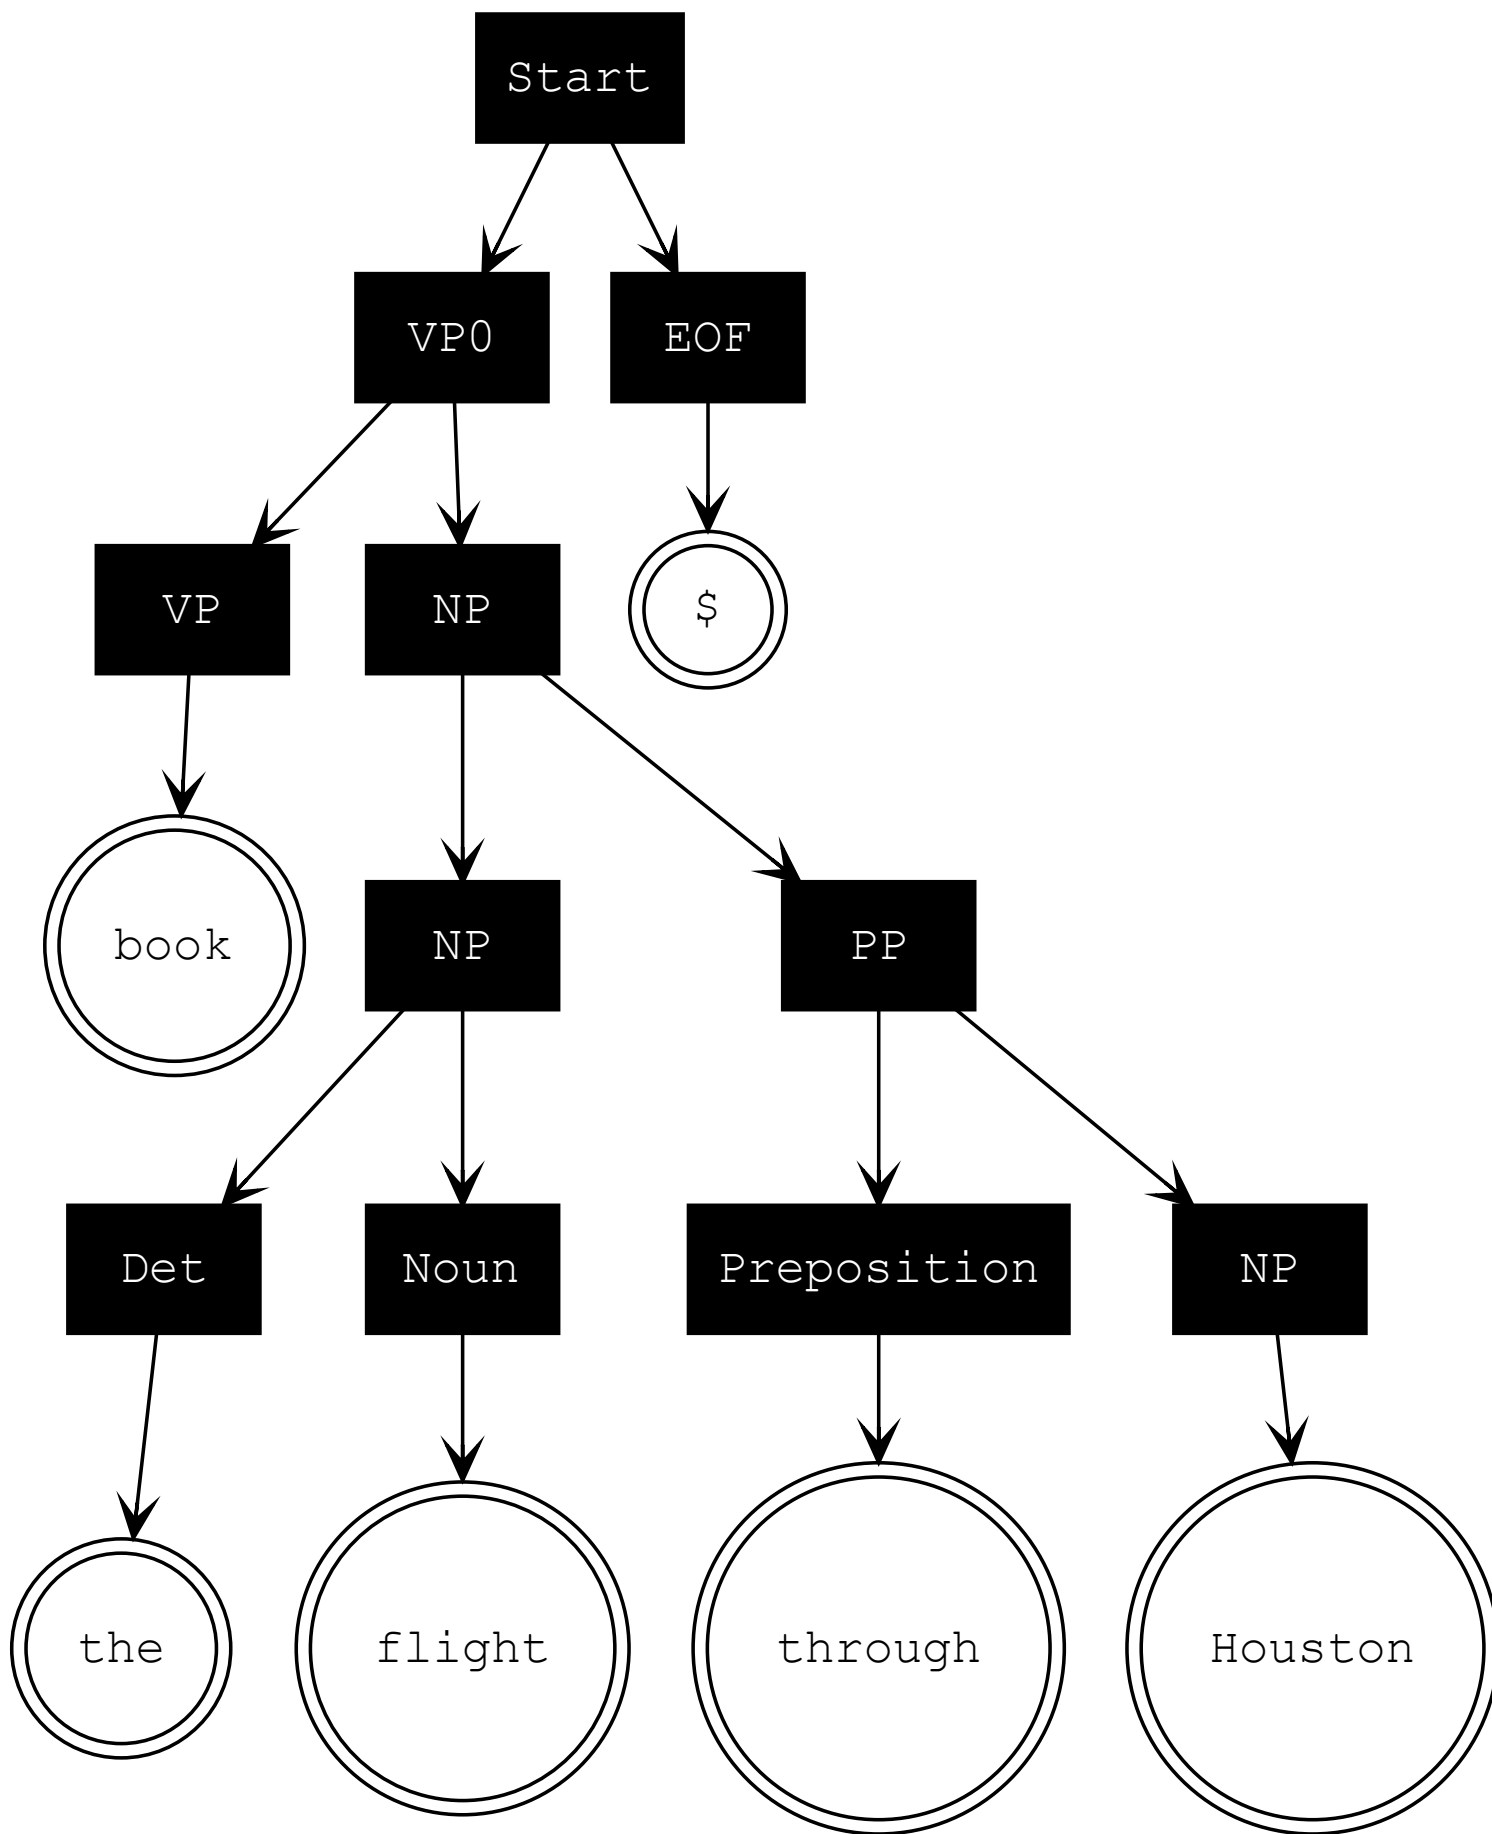 Start
VP0 EOF
VP NP $
book NP PP
Det Noun Preposition NP
the flight through Houston